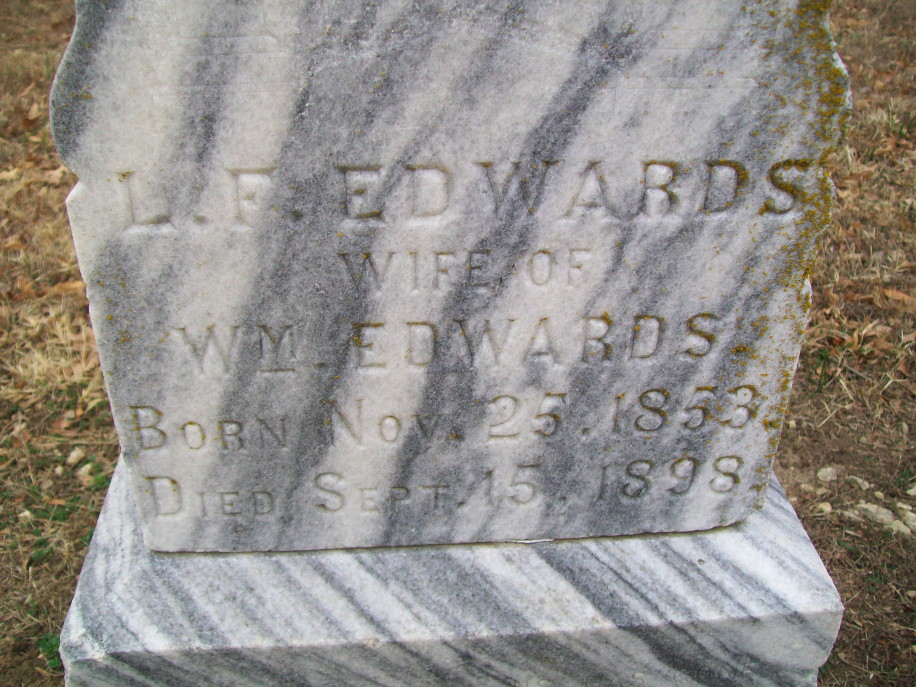 L. F. EDWARDS
WIFE OF
WM. EDWARDS
BORN NOV. 25, 1853
DIED SEPT. 15, 1898